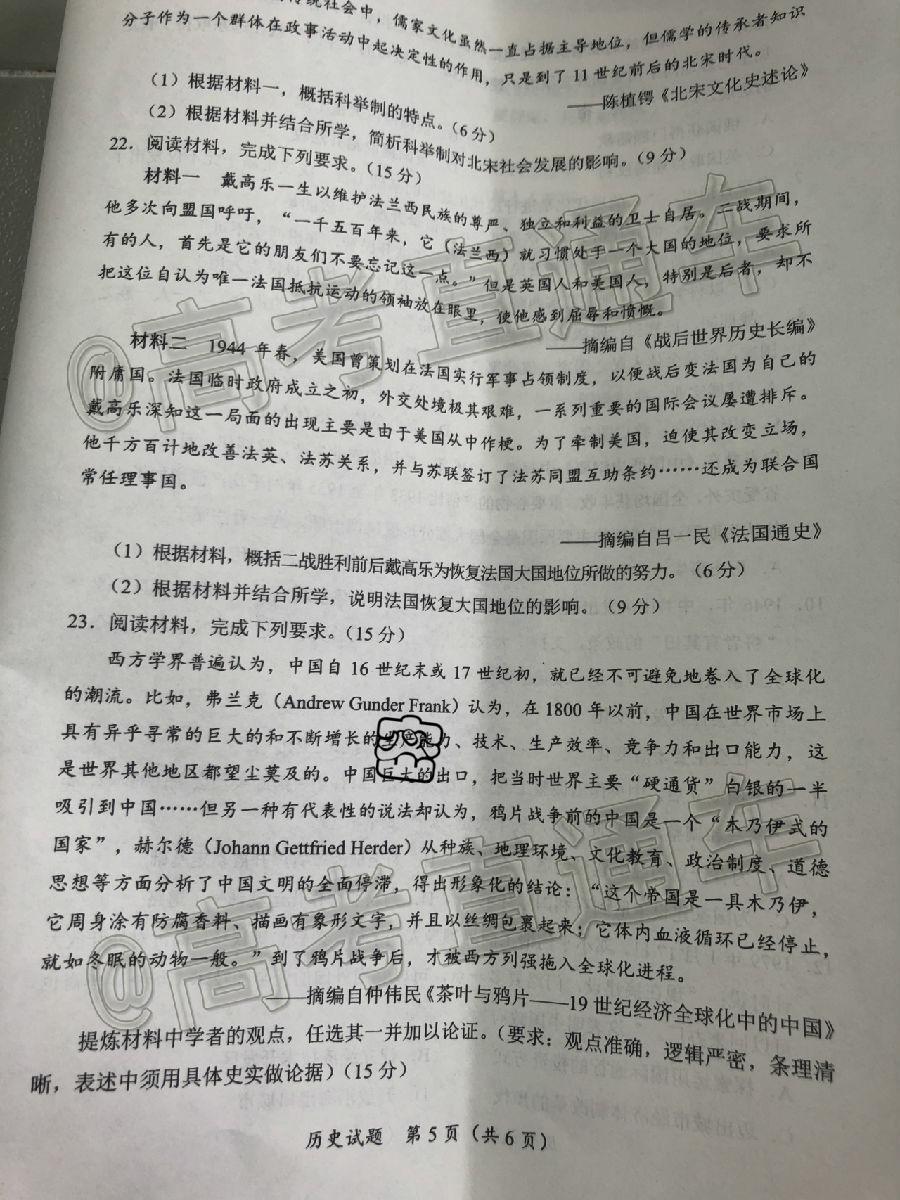 传统社会中，儒家文化虽然一直占据主导地位，但儒学的传承者知识
分子作为一个群体在政事活动中起决定性的作用，只是到了11世纪前后的北宋时代。
——陈植锷《北宋文化史述论》
（1）根据材料一，概括科举制的特点。（6分）
（2）根据材料并结合所学，简析科举制对北宋社会发展的影响。（9分）
22．阅读材料，完成下列要求。（15分）
材料一 戴高乐一生以维护法兰西民族的尊严、独立和利益的卫士自居。二战期间，
他多次向盟国呼吁，“一千五百年来，它（法兰西）就习惯处于一个大国的地位，要求所
有的人，首先是它的朋友们不要忘记这一点。”但是英国人和美国人，特别是后者，却不
把这位自认为唯一法国抵抗运动的领袖放在眼里，使他感到屈辱和愤慨。
——摘编自《战后世界历史长编》
材料二 1944年春，美国曾策划在法国实行军事占领制度，以便战后变法国为自己的
附庸国。法国临时政府成立之初，外交处境极其艰难，一系列重要的国际会议屡遭排斥。
戴高乐深知这一局面的出现主要是由于美国从中作梗。为了牵制美国，迫使其改变立场，
他千方百计地改善法英、法苏关系，并与苏联签订了法苏同盟互助条约……还成为联合国
常任理事国。
——摘编自吕一民《法国通史》
（1）根据材料，概括二战胜利前后戴高乐为恢复法国大国地位所做的努力。（6分）
（2）根据材料并结合所学，说明法国恢复大国地位的影响。（9分）
23．阅读材料，完成下列要求。（15分）
西方学界普遍认为，中国自16世纪末或17世纪初，就已经不可避免地卷入了全球化
的潮流。比如，弗兰克（Andrew Gunder Frank）认为，在1800年以前，中国在世界市场上
具有异乎寻常的巨大的和不断增长的生产能力、技术、生产效率、竞争力和出口能力，这
是世界其他地区都望尘莫及的。中国巨大的出口，把当时世界主要“硬通货”白银的一半
吸引到中国……但另一种有代表性的说法却认为，鸦片战争前的中国是一个“木乃伊式的
国家”，赫尔德（Johann Gettfried Herder）从种族、地理环境、文化教育、政治制度、道德
思想等方面分析了中国文明的全面停滞，得出形象化的结论：“这个帝国是一具木乃伊，
它周身涂有防腐香料、描画有象形文字，并且以丝绸包裹起来；它体内血液循环已经停止，
就如冬眠的动物一般。”到了鸦片战争后，才被西方列强拖入全球化进程。
——摘编自仲伟民《茶叶与鸦片——19世纪经济全球化中的中国》
提炼材料中学者的观点，任选其一并加以论证。（要求：观点准确，逻辑严密，条理清
晰，表述中须用具体史实做论据）（15分）
历史试题 第5页（共6页）
@高考直通车
@高考直通车